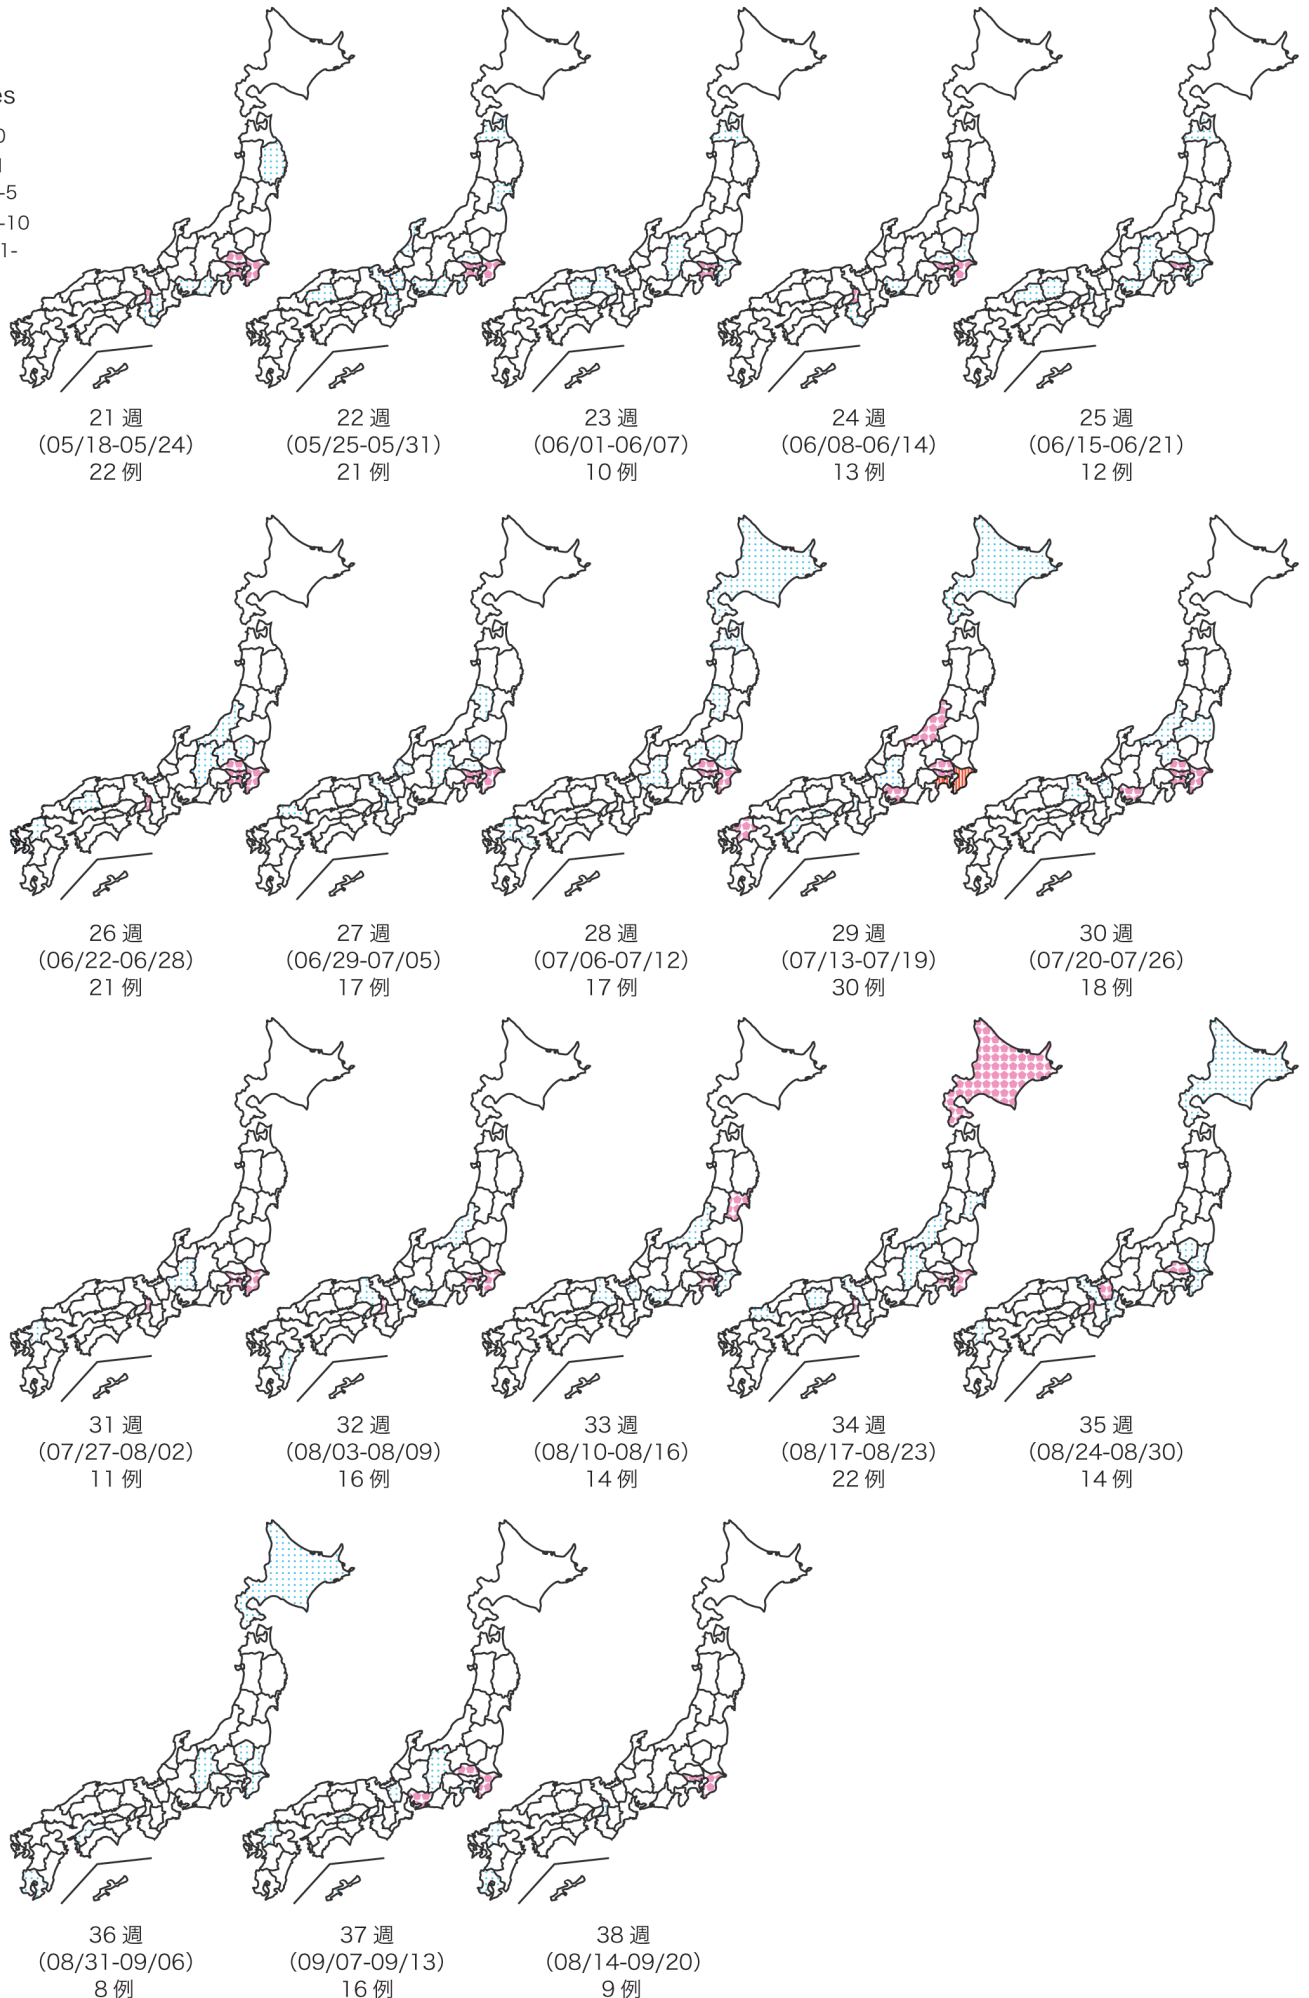 es
0
1
-5
-10
1-
21 週
（05/18-05/24）
22 例
22 週
（05/25-05/31）
21 例
23 週
（06/01-06/07）
10 例
24 週
（06/08-06/14）
13 例
25 週
（06/15-06/21）
12 例
26 週
（06/22-06/28）
21 例
27 週
（06/29-07/05）
17 例
28 週
（07/06-07/12）
17 例
29 週
（07/13-07/19）
30 例
30 週
（07/20-07/26）
18 例
31 週
（07/27-08/02）
11 例
32 週
（08/03-08/09）
16 例
33 週
（08/10-08/16）
14 例
34 週
（08/17-08/23）
22 例
35 週
（08/24-08/30）
14 例
36 週
（08/31-09/06）
8 例
37 週
（09/07-09/13）
16 例
38 週
（08/14-09/20）
9 例